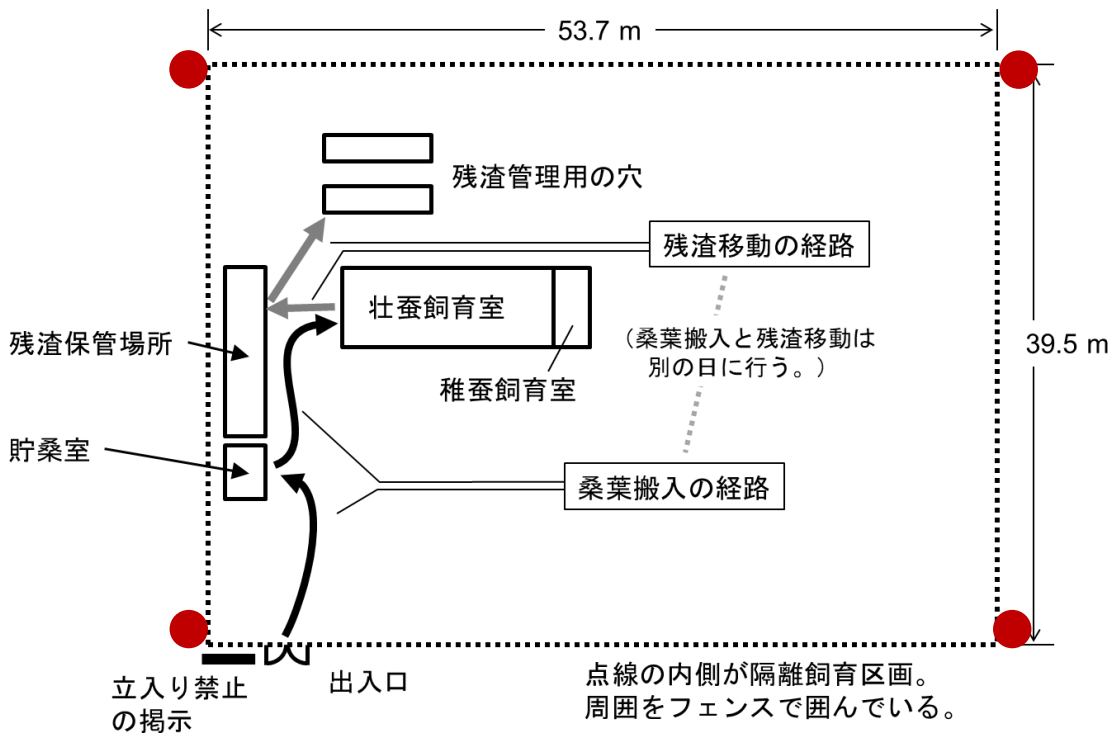 53.7 m
残渣管理用の穴
残渣移動の経路
壮蚕飼育室
残渣保管場所
(桑葉搬入と残渣移動は
別の日に行う。)
39.5 m
稚蚕飼育室
貯桑室
桑葉搬入の経路
立入り禁止
の掲示
出入口
点線の内側が隔離飼育区画。
周囲をフェンスで囲んでいる。